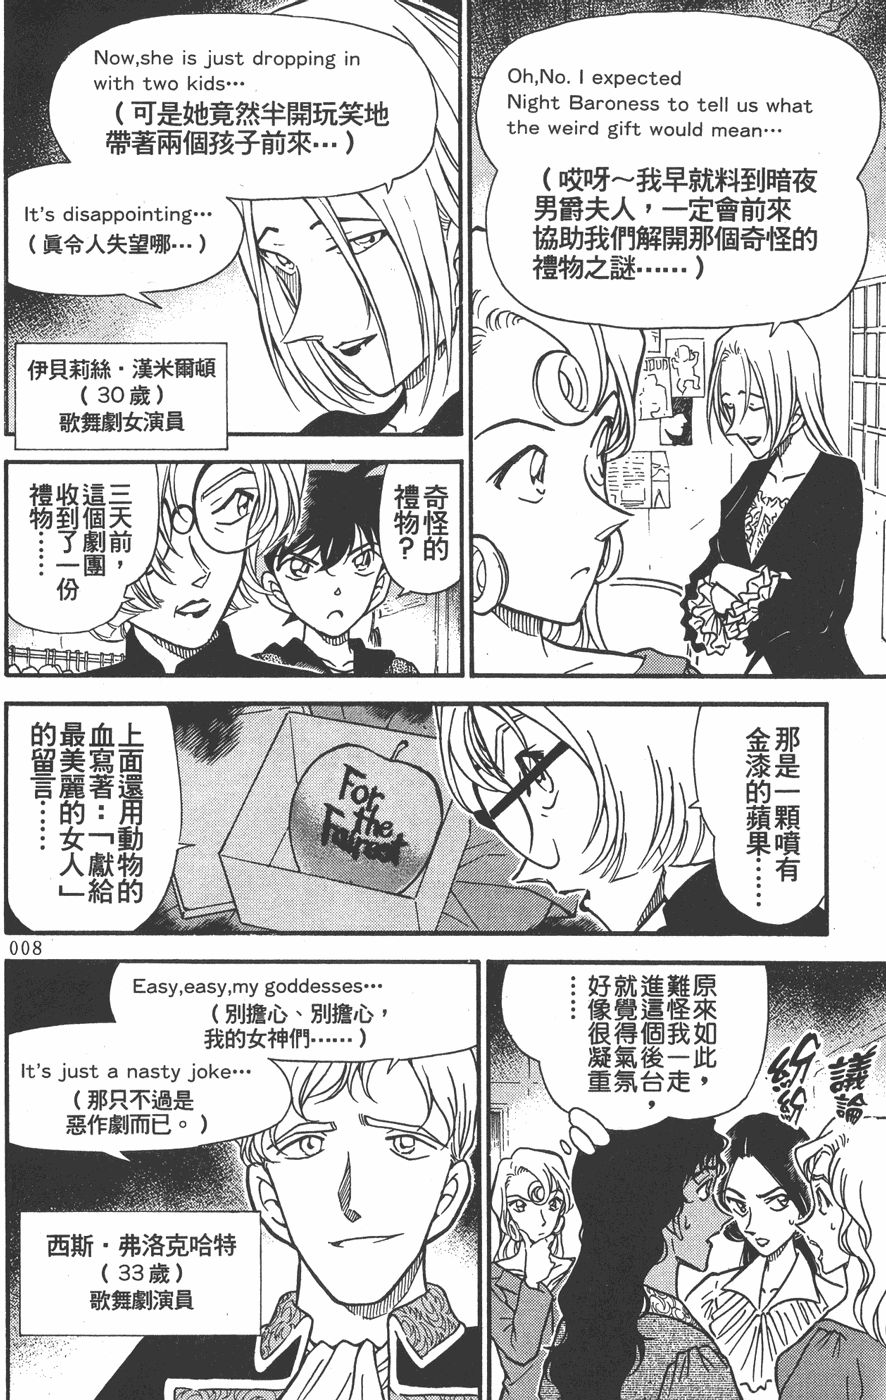 Oh,No. I expected
Night Baroness to tell us what
the weird gift would mean…
（哎呀～我早就料到暗夜
男爵夫人，一定會前來
協助我們解開那個奇怪的
禮物之謎……）
Now,she is just dropping in
with two kids…
（可是她竟然半開玩笑地
帶著兩個孩子前來…）
It's disappointing…
（眞令人失望哪…）
伊貝莉絲·漢米爾頓
（30歲）
歌舞劇女演員
奇怪的
禮物？
三天前，
這個劇團
收到了一份
禮物……
那是一顆噴有
金漆的蘋果……
For
the
Fairest
上面還用動物的
血寫著：「獻給
最美麗的女人」
的留言……
008
原來如此，
難怪我一走
進這個後台，
就覺得氣氛
好像很凝重
……
議論
紛紛
Easy,easy,my goddesses…
（別擔心、別擔心，
我的女神們……）
It's just a nasty joke…
（那只不過是
惡作劇而已。）
西斯·弗洛克哈特
（33歲）
歌舞劇演員